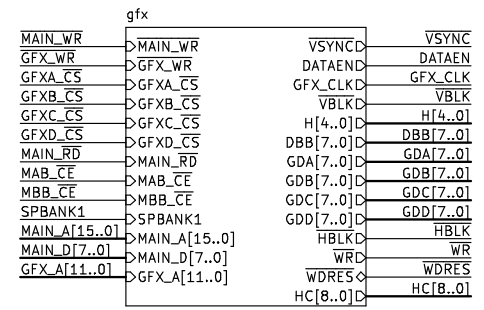 gfx
MAIN_WR MAIN_WR VSYNC VSYNC
GFX_WR GFX_WR DATAEN DATAEN
GFXA_CS GFXA_CS GFX_CLK GFX_CLK
GFXB_CS GFXB_CS VBLK VBLK
GFXC_CS GFXC_CS H[4..0] H[4..0]
GFXD_CS GFXD_CS DBB[7..0] DBB[7..0]
MAIN_RD MAIN_RD GDA[7..0] GDA[7..0]
MAB_CE MAB_CE GDB[7..0] GDB[7..0]
MBB_CE MBB_CE GDC[7..0] GDC[7..0]
SPBANK1 SPBANK1 GDD[7..0] GDD[7..0]
MAIN_A[15..0] MAIN_A[15..0] HBLK HBLK
MAIN_D[7..0] MAIN_D[7..0] WR WR
GFX_A[11..0] GFX_A[11..0] WDRES WDRES
HC[8..0] HC[8..0]